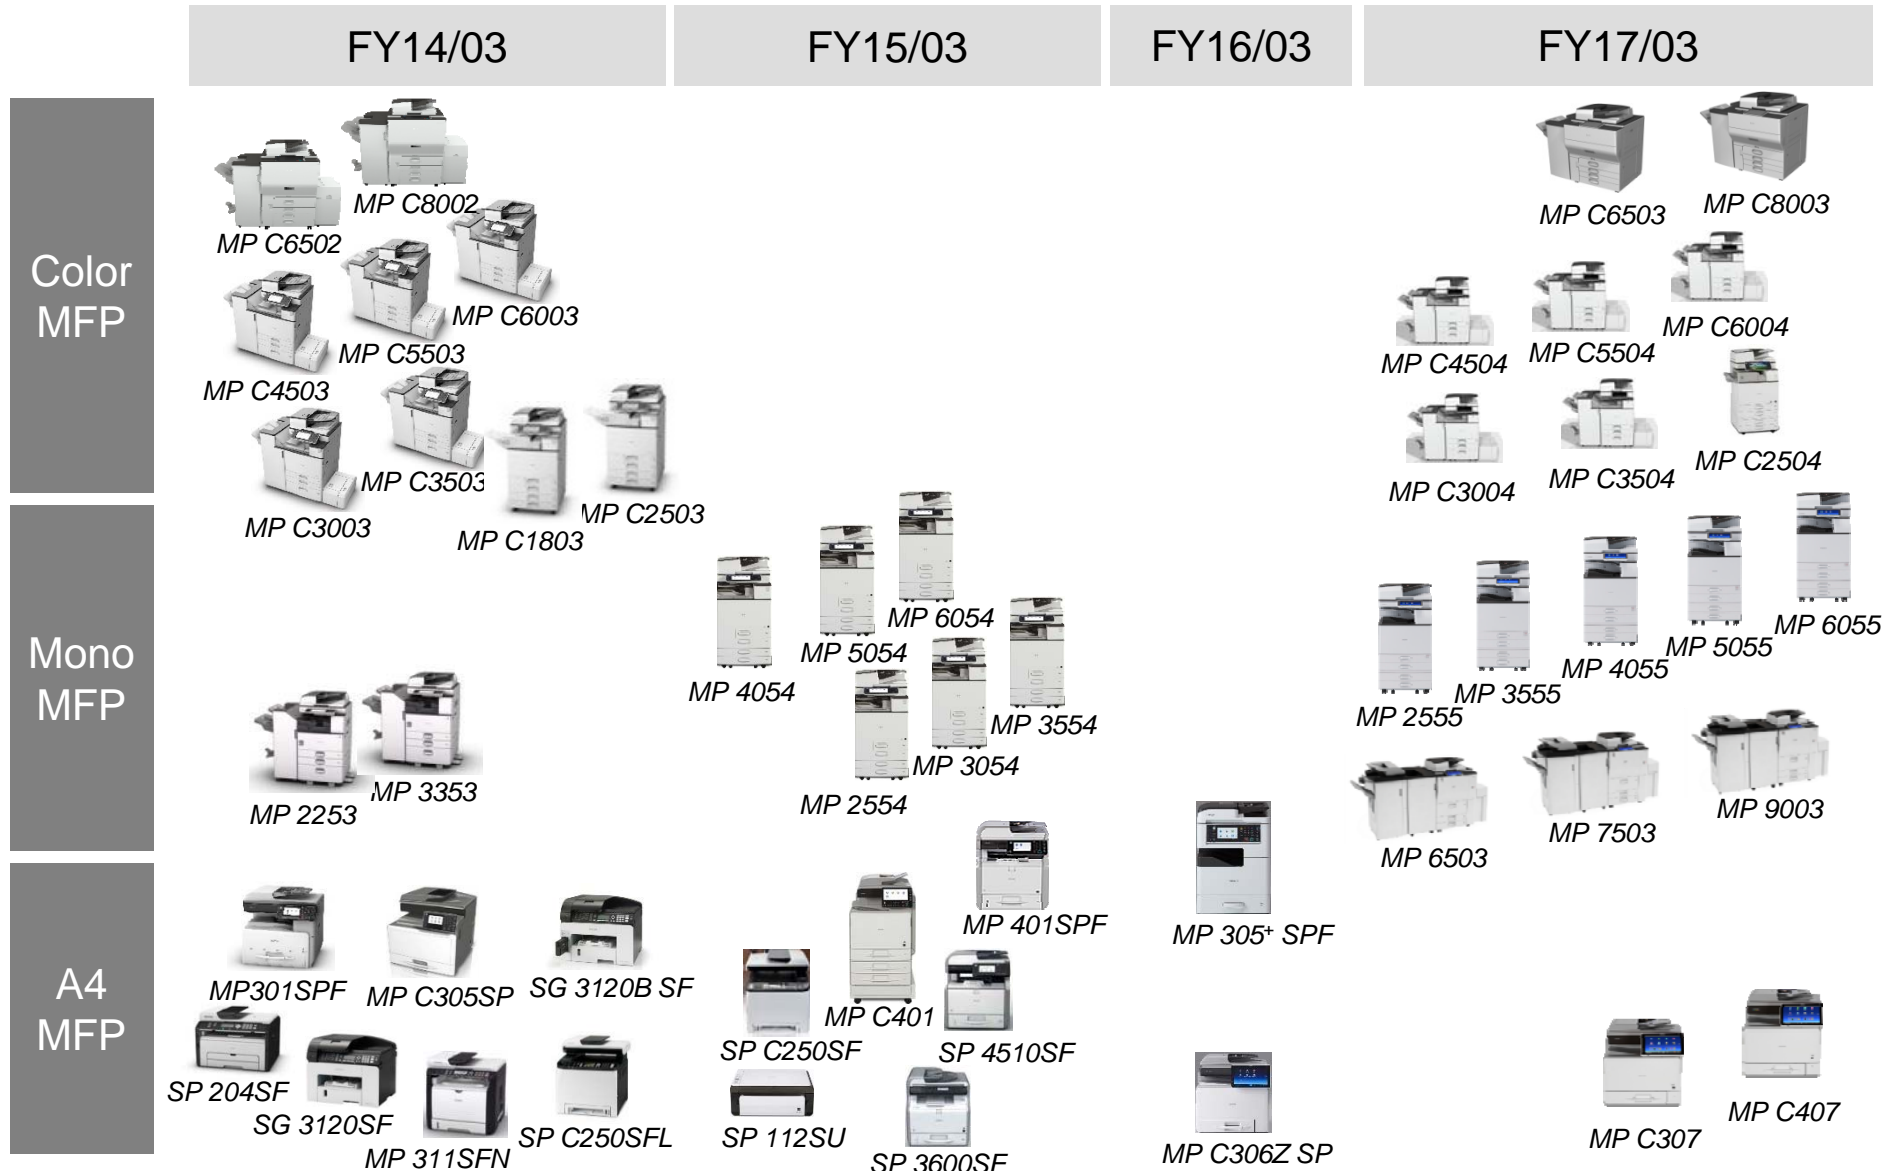 FY14/03
FY15/03
FY16/03
FY17/03
Color
MFP
MP C8002
MP C6502
MP C6003
MP C5503
MP C4503
MP C3503
MP C3003
MP C1803
MP C2503
MP C6503
MP C8003
MP C6004
MP C5504
MP C4504
MP C2504
MP C3504
MP C3004
Mono
MFP
MP 2253
MP 3353
MP 6054
MP 5054
MP 4054
MP 3554
MP 3054
MP 2554
MP 6055
MP 5055
MP 4055
MP 3555
MP 2555
MP 9003
MP 7503
MP 6503
A4
MFP
MP301SPF
MP C305SP
SG 3120B SF
SP 204SF
SG 3120SF
MP 311SFN
SP C250SFL
MP 401SPF
MP C401
SP C250SF
SP 4510SF
SP 112SU
SP 3600SF
MP 305+ SPF
MP C306Z SP
MP C307
MP C407